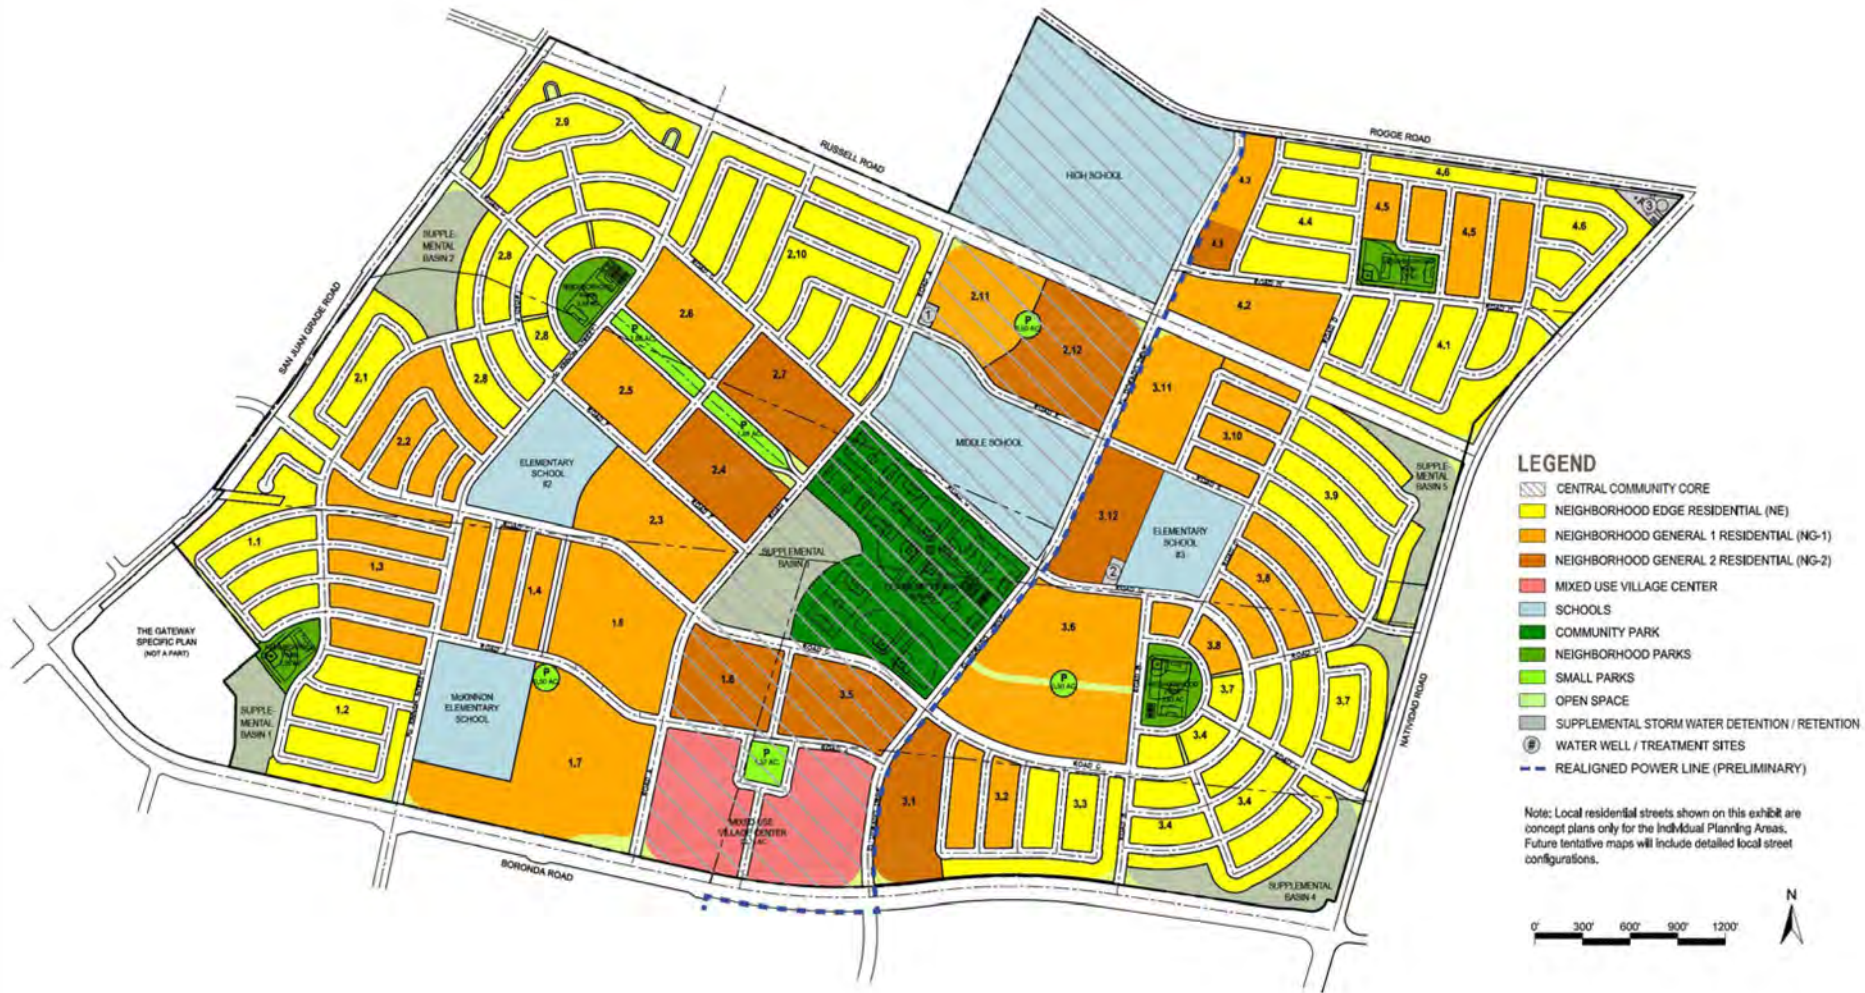 ROGGE ROAD
RUSSELL ROAD
HIGH SCHOOL
2.9
4.3
4.6
4.5
3
4.4
4.5
4.6
4.3
SUPPLE-
MENTAL
BASIN 2
2.8
2.10
ROAD
2.11
4.2
SAN JUAN GRADE ROAD
2.6
1
P
P
2.8
2.12
4.1
2.1
2.8
2.7
2.5
3.11
2.2
P
3.10
MIDDLE SCHOOL
ELEMENTARY
SCHOOL
#2
2.4
SUPPLE-
MENTAL
BASIN 5
3.9
2.3
3.12
ELEMENTARY
SCHOOL
#3
1.1
SUPPLEMENTAL
1.3
2
3.8
1.4
THE GATEWAY
SPECIFIC PLAN
(NOT A PART)
3.6
3.8
ROAD C
P
P
McKINNON
ELEMENTARY
SCHOOL
3.5
3.7
3.7
SUPPLE-
MENTAL
BASIN 1
1.2
3.4
NATIVIDAD ROAD
P
1.7
ROAD C
3.1
3.2
3.3
3.4
MIXED USE
VILLAGE CENTER
3.4
BORONDA ROAD
SUPPLEMENTAL
BASIN 4
LEGEND
CENTRAL COMMUNITY CORE
NEIGHBORHOOD EDGE RESIDENTIAL (NE)
NEIGHBORHOOD GENERAL 1 RESIDENTIAL (NG-1)
NEIGHBORHOOD GENERAL 2 RESIDENTIAL (NG-2)
MIXED USE VILLAGE CENTER
SCHOOLS
COMMUNITY PARK
NEIGHBORHOOD PARKS
SMALL PARKS
OPEN SPACE
SUPPLEMENTAL STORM WATER DETENTION / RETENTION
# WATER WELL / TREATMENT SITES
REALIGNED POWER LINE (PRELIMINARY)
Note: Local residential streets shown on this exhibit are
concept plans only for the Individual Planning Areas.
Future tentative maps will include detailed local street
configurations.
N
0' 300' 600' 900' 1200'